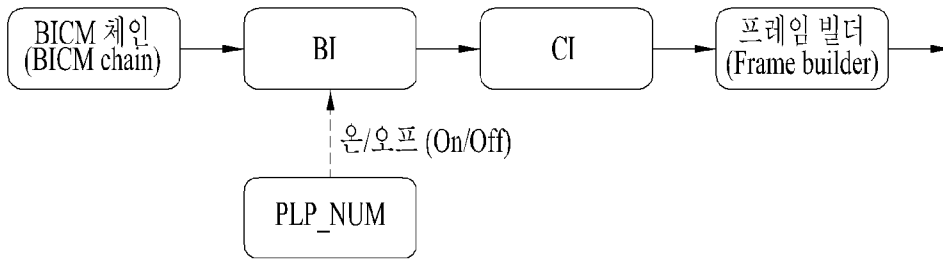 BICM 체인
(BICM chain)
BI
CI
프레임 빌더
(Frame builder)
온/오프 (On/Off)
PLP_NUM